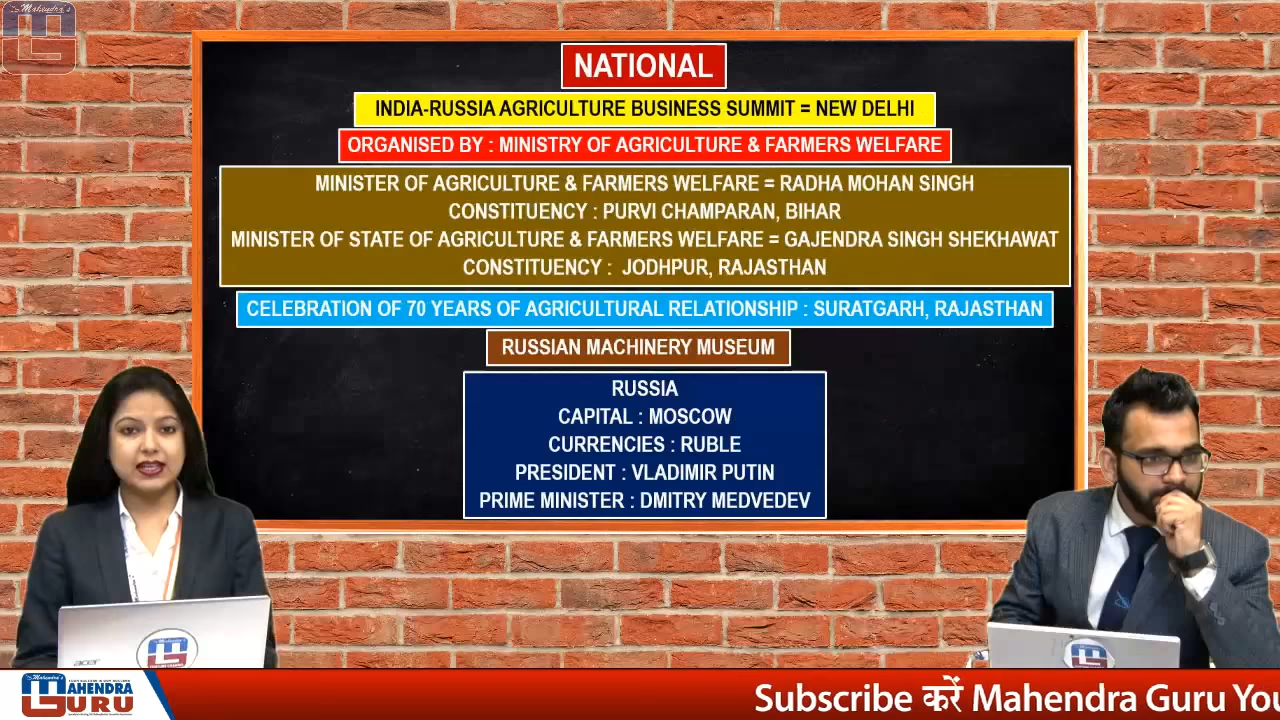 Mahendra's
NATIONAL
INDIA-RUSSIA AGRICULTURE BUSINESS SUMMIT = NEW DELHI
ORGANISED BY : MINISTRY OF AGRICULTURE & FARMERS WELFARE
MINISTER OF AGRICULTURE & FARMERS WELFARE = RADHA MOHAN SINGH
CONSTITUENCY : PURVI CHAMPARAN, BIHAR
MINISTER OF STATE OF AGRICULTURE & FARMERS WELFARE = GAJENDRA SINGH SHEKHAWAT
CONSTITUENCY : JODHPUR, RAJASTHAN
CELEBRATION OF 70 YEARS OF AGRICULTURAL RELATIONSHIP : SURATGARH, RAJASTHAN
RUSSIAN MACHINERY MUSEUM
RUSSIA
CAPITAL : MOSCOW
CURRENCIES : RUBLE
PRESIDENT : VLADIMIR PUTIN
PRIME MINISTER : DMITRY MEDVEDEV
acer
Mahendra's
MAHENDRA
GURU
Subscribe करें Mahendra Guru You